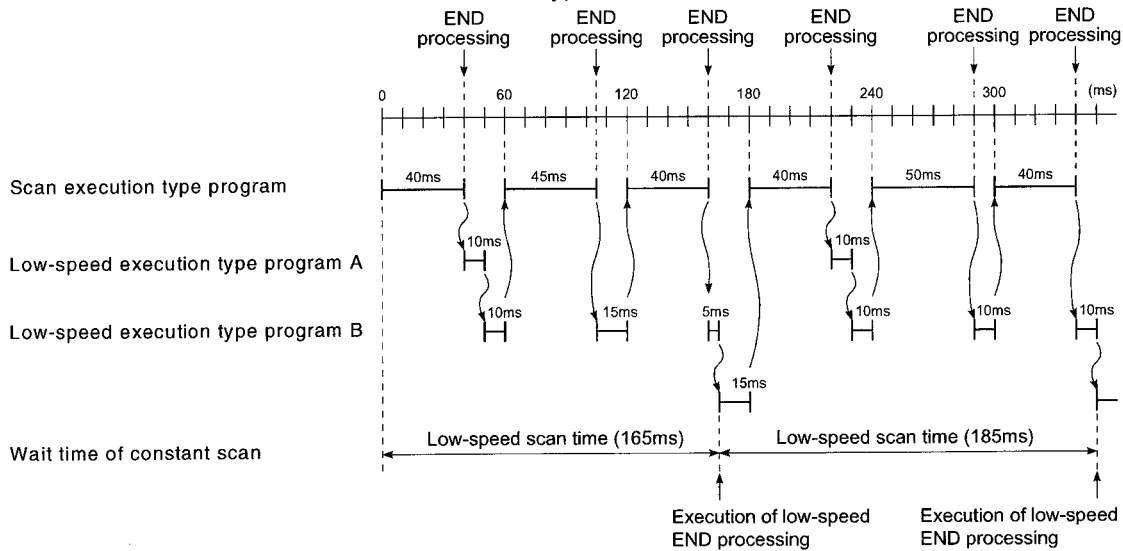 END processing
END processing
END processing
END processing
END processing
END processing
0 60 120 180 240 300 (ms)
Scan execution type program
40ms 45ms 40ms 40ms 50ms 40ms
Low-speed execution type program A
10ms 10ms
Low-speed execution type program B
10ms 15ms 5ms 10ms 10ms 10ms
15ms
Wait time of constant scan
Low-speed scan time (165ms)
Low-speed scan time (185ms)
Execution of low-speed
END processing
Execution of low-speed
END processing